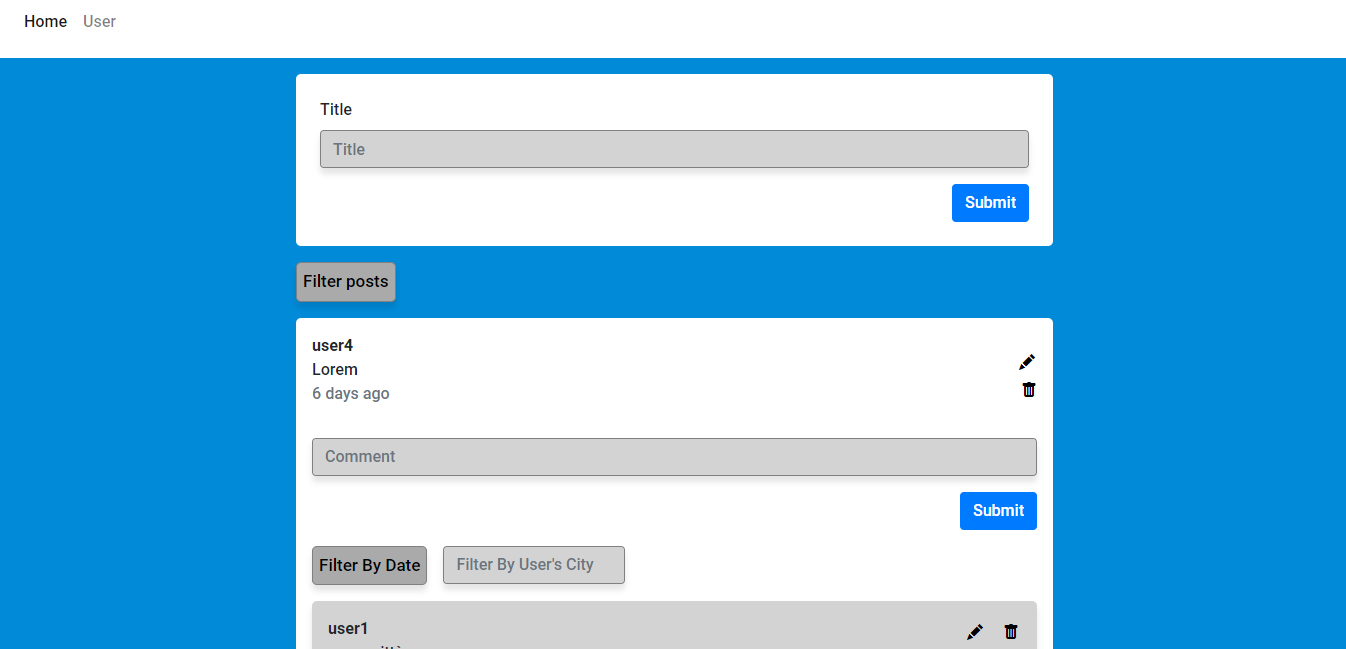 Home User
Title
Title
Submit
Filter posts
user4
Lorem
6 days ago
Comment
Submit
Filter By Date Filter By User's City
user1